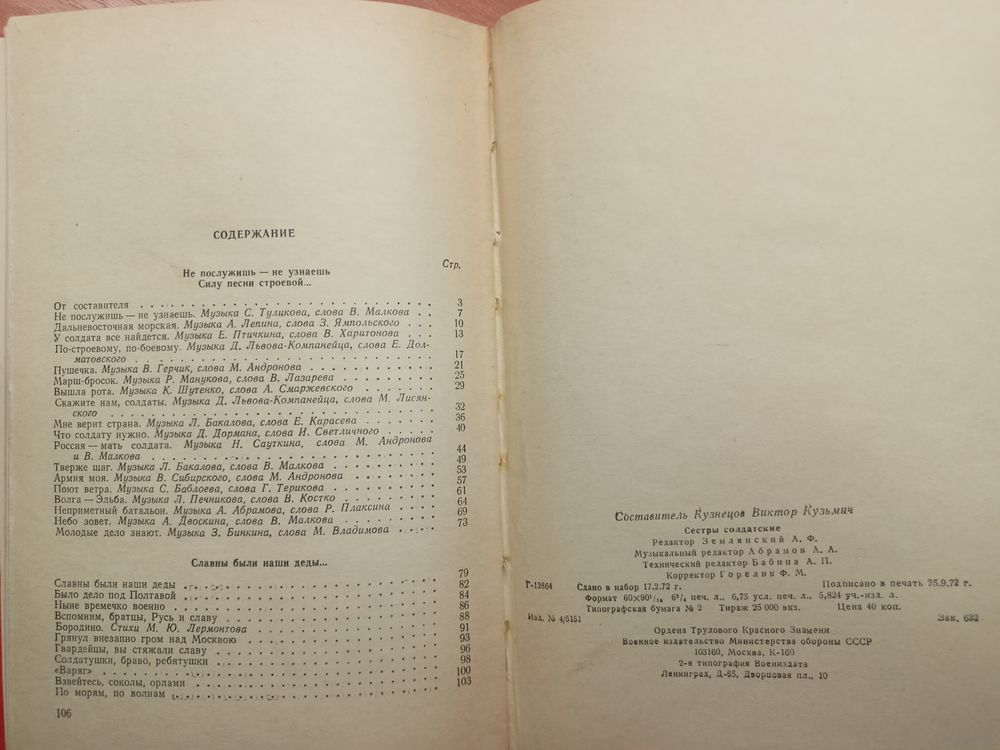 СОДЕРЖАНИЕ
Стр.
Не послужишь — не узнаешь
Силу песни строевой...
От составителя . . . . . . . . . . . . . . . . . . . . 3
Не послужишь — не узнаешь. Музыка С. Туликова, слова В. Малкова . . 7
Дальневосточная морская. Музыка А. Лепина, слова З. Ямпольского . . . 10
У солдата все найдется. Музыка Е. Птичкина, слова В. Харитонова . . . 13
По-строевому, по-боевому. Музыка Д. Львова-Компанейца, слова Е. Дол-
матовского . . . . . . . . . . . . . . . . . . . . 17
Пушечка. Музыка В. Герчик, слова М. Андронова . . . . . . . . . 21
Марш-бросок. Музыка Р. Манукова, слова В. Лазарева . . . . . . . 25
Вышла рота. Музыка К. Шутенко, слова А. Смаржевского . . . . . . 29
Скажите нам, солдаты. Музыка Д. Львова-Компанейца, слова М. Лисян-
ского . . . . . . . . . . . . . . . . . . . . . . 32
Мне верит страна. Музыка Л. Бакалова, слова Е. Карасева . . . . . . 36
Что солдату нужно. Музыка Д. Дормана, слова И. Светличного . . . . 40
Россия — мать солдата. Музыка Н. Сауткина, слова М. Андронова
и В. Малкова . . . . . . . . . . . . . . . . . . . 44
Тверже шаг. Музыка Л. Бакалова, слова В. Малкова . . . . . . . . 49
Армия моя. Музыка В. Сибирского, слова М. Андронова . . . . . . . 53
Поют ветра. Музыка С. Баблоева, слова Г. Терикова . . . . . . . . 57
Волга — Эльба. Музыка Л. Печникова, слова В. Костко . . . . . . . 61
Неприметный батальон. Музыка А. Абрамова, слова Р. Плаксина . . . . 64
Небо зовет. Музыка А. Двоскина, слова В. Малкова . . . . . . . . 69
Молодые дело знают. Музыка З. Бинкина, слова М. Владимова . . . . 73
Славны были наши деды...
Славны были наши деды . . . . . . . . . . . . . . . . 79
Было дело под Полтавой . . . . . . . . . . . . . . . . 82
Ныне времечко военно . . . . . . . . . . . . . . . . . 84
Вспомним, братцы, Русь и славу . . . . . . . . . . . . . . 86
Бородино. Стихи М. Ю. Лермонтова . . . . . . . . . . . . . 88
Грянул внезапно гром над Москвою . . . . . . . . . . . . . 91
Гвардейцы, вы стяжали славу . . . . . . . . . . . . . . . 93
Солдатушки, браво, ребятушки . . . . . . . . . . . . . . . 96
«Варяг» . . . . . . . . . . . . . . . . . . . . . . 98
Взвейтесь, соколы, орлами . . . . . . . . . . . . . . . . 100
По морям, по волнам . . . . . . . . . . . . . . . . . 103
106
Составитель Кузнецов Виктор Кузьмич
Сестры солдатские
Редактор Землянский А. Ф.
Музыкальный редактор Абрамов А. А.
Технический редактор Бабина А. П.
Корректор Горелик Ф. М.
Г-12864 Сдано в набор 17.2.72 г. Подписано в печать 25.9.72 г.
Формат 60×90¹/₁₆ 6³/₄ печ. л., 6,75 усл. печ. л., 5,824 уч.-изд. л.
Типографская бумага № 2 Тираж 25 000 экз. Цена 40 коп.
Изд. № 4/5151 Зак. 632
Ордена Трудового Красного Знамени
Военное издательство Министерства обороны СССР
103160, Москва, К-160
2-я типография Воениздата
Ленинград, Д-65, Дворцовая пл., 10